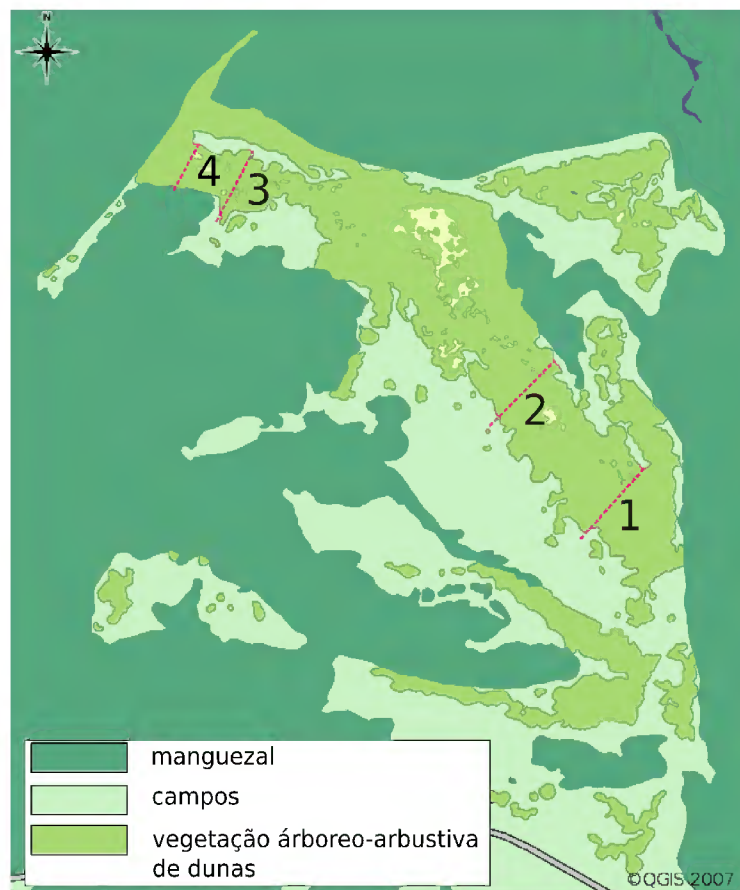 N
4
3
2
1
manguezal
campos
vegetação árboreo-arbustiva
de dunas
©QGIS 2007